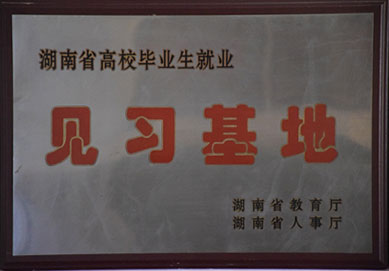 湖南省高校毕业生就业
见习基地
湖南省教育厅
湖南省人事厅